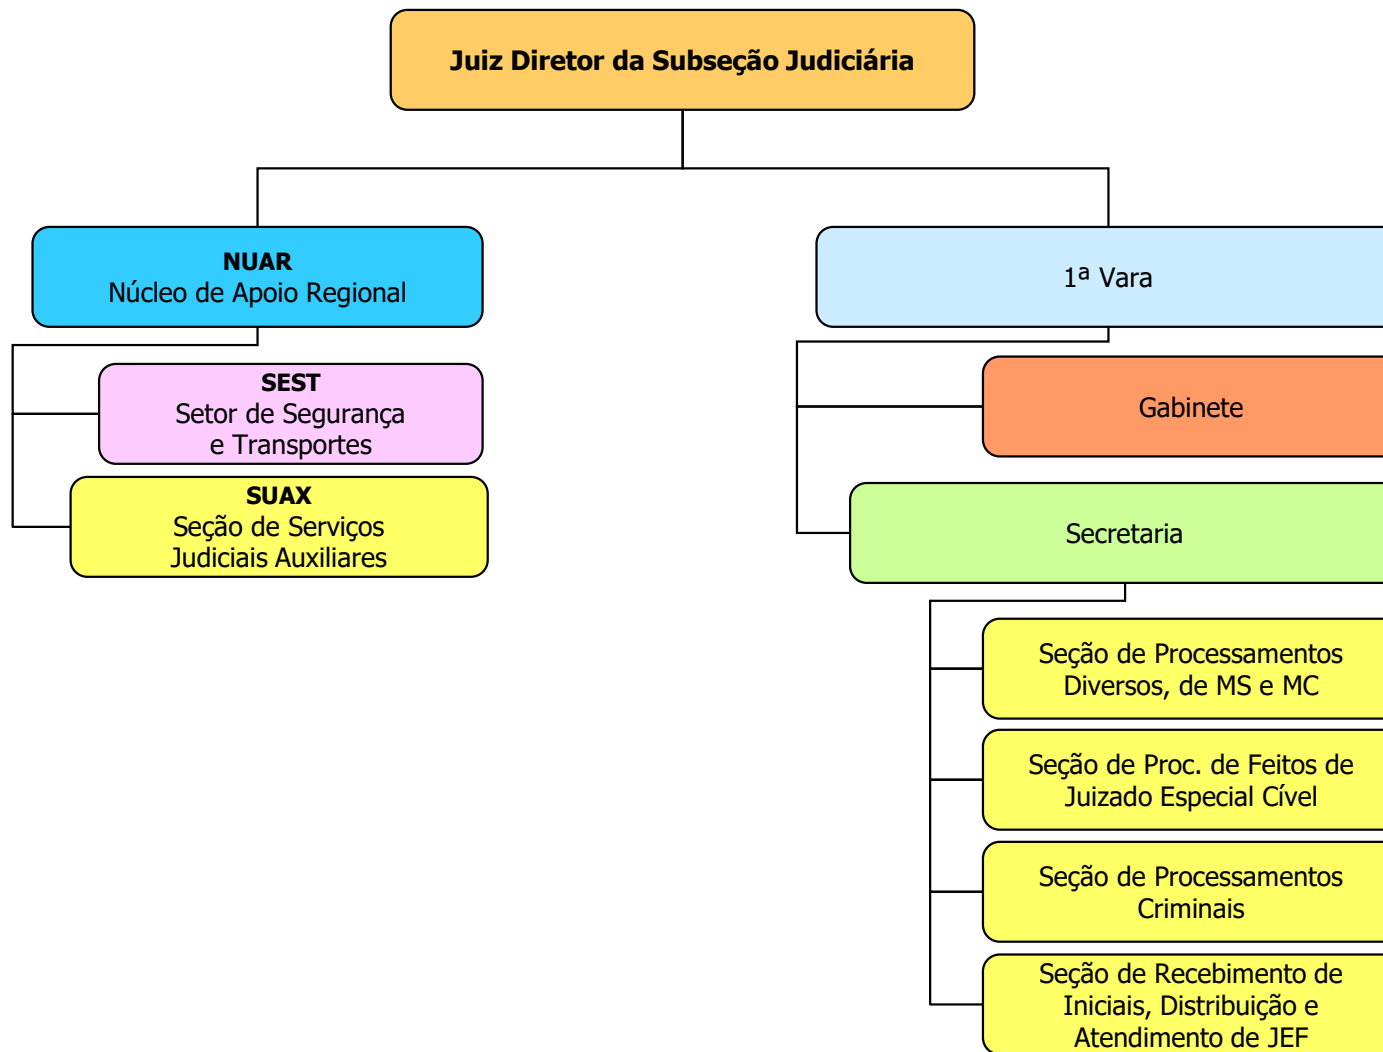 Juiz Diretor da Subseção Judiciária
NUAR
Núcleo de Apoio Regional
SEST
Setor de Segurança
e Transportes
SUAX
Seção de Serviços
Judiciais Auxiliares
1ª Vara
Gabinete
Secretaria
Seção de Processamentos
Diversos, de MS e MC
Seção de Proc. de Feitos de
Juizado Especial Cível
Seção de Processamentos
Criminais
Seção de Recebimento de
Iniciais, Distribuição e
Atendimento de JEF